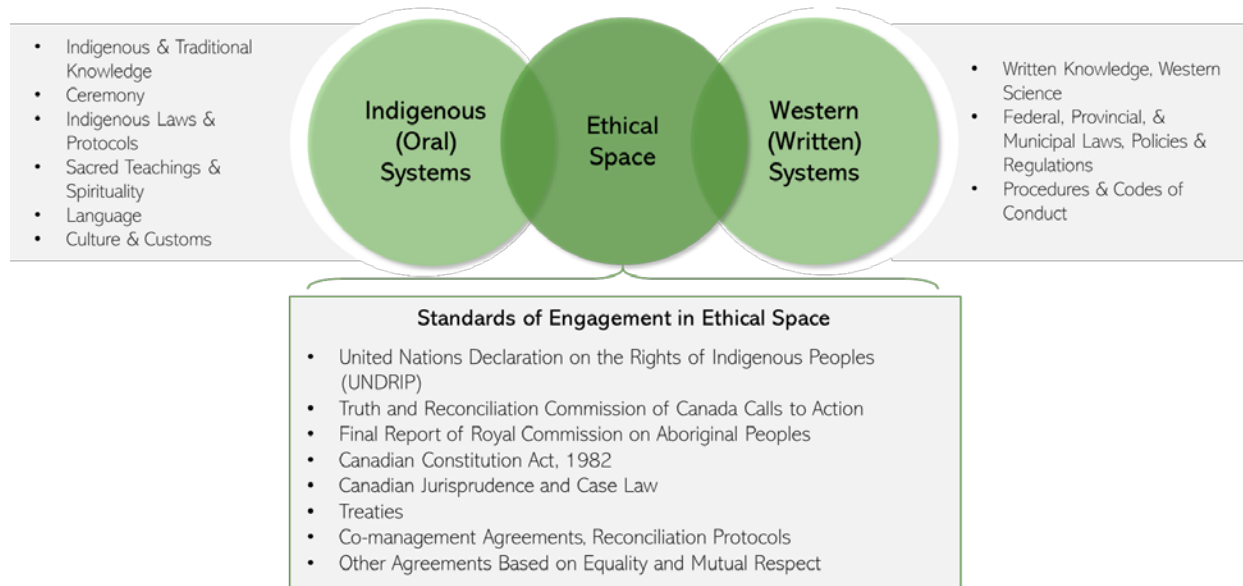 • Indigenous & Traditional
Knowledge
• Ceremony
• Indigenous Laws &
Protocols
• Sacred Teachings &
Spirituality
• Language
• Culture & Customs
Indigenous
(Oral)
Systems
Ethical
Space
Western
(Written)
Systems
• Written Knowledge, Western
Science
• Federal, Provincial, &
Municipal Laws, Policies &
Regulations
• Procedures & Codes of
Conduct
Standards of Engagement in Ethical Space
• United Nations Declaration on the Rights of Indigenous Peoples
(UNDRIP)
• Truth and Reconciliation Commission of Canada Calls to Action
• Final Report of Royal Commission on Aboriginal Peoples
• Canadian Constitution Act, 1982
• Canadian Jurisprudence and Case Law
• Treaties
• Co-management Agreements, Reconciliation Protocols
• Other Agreements Based on Equality and Mutual Respect